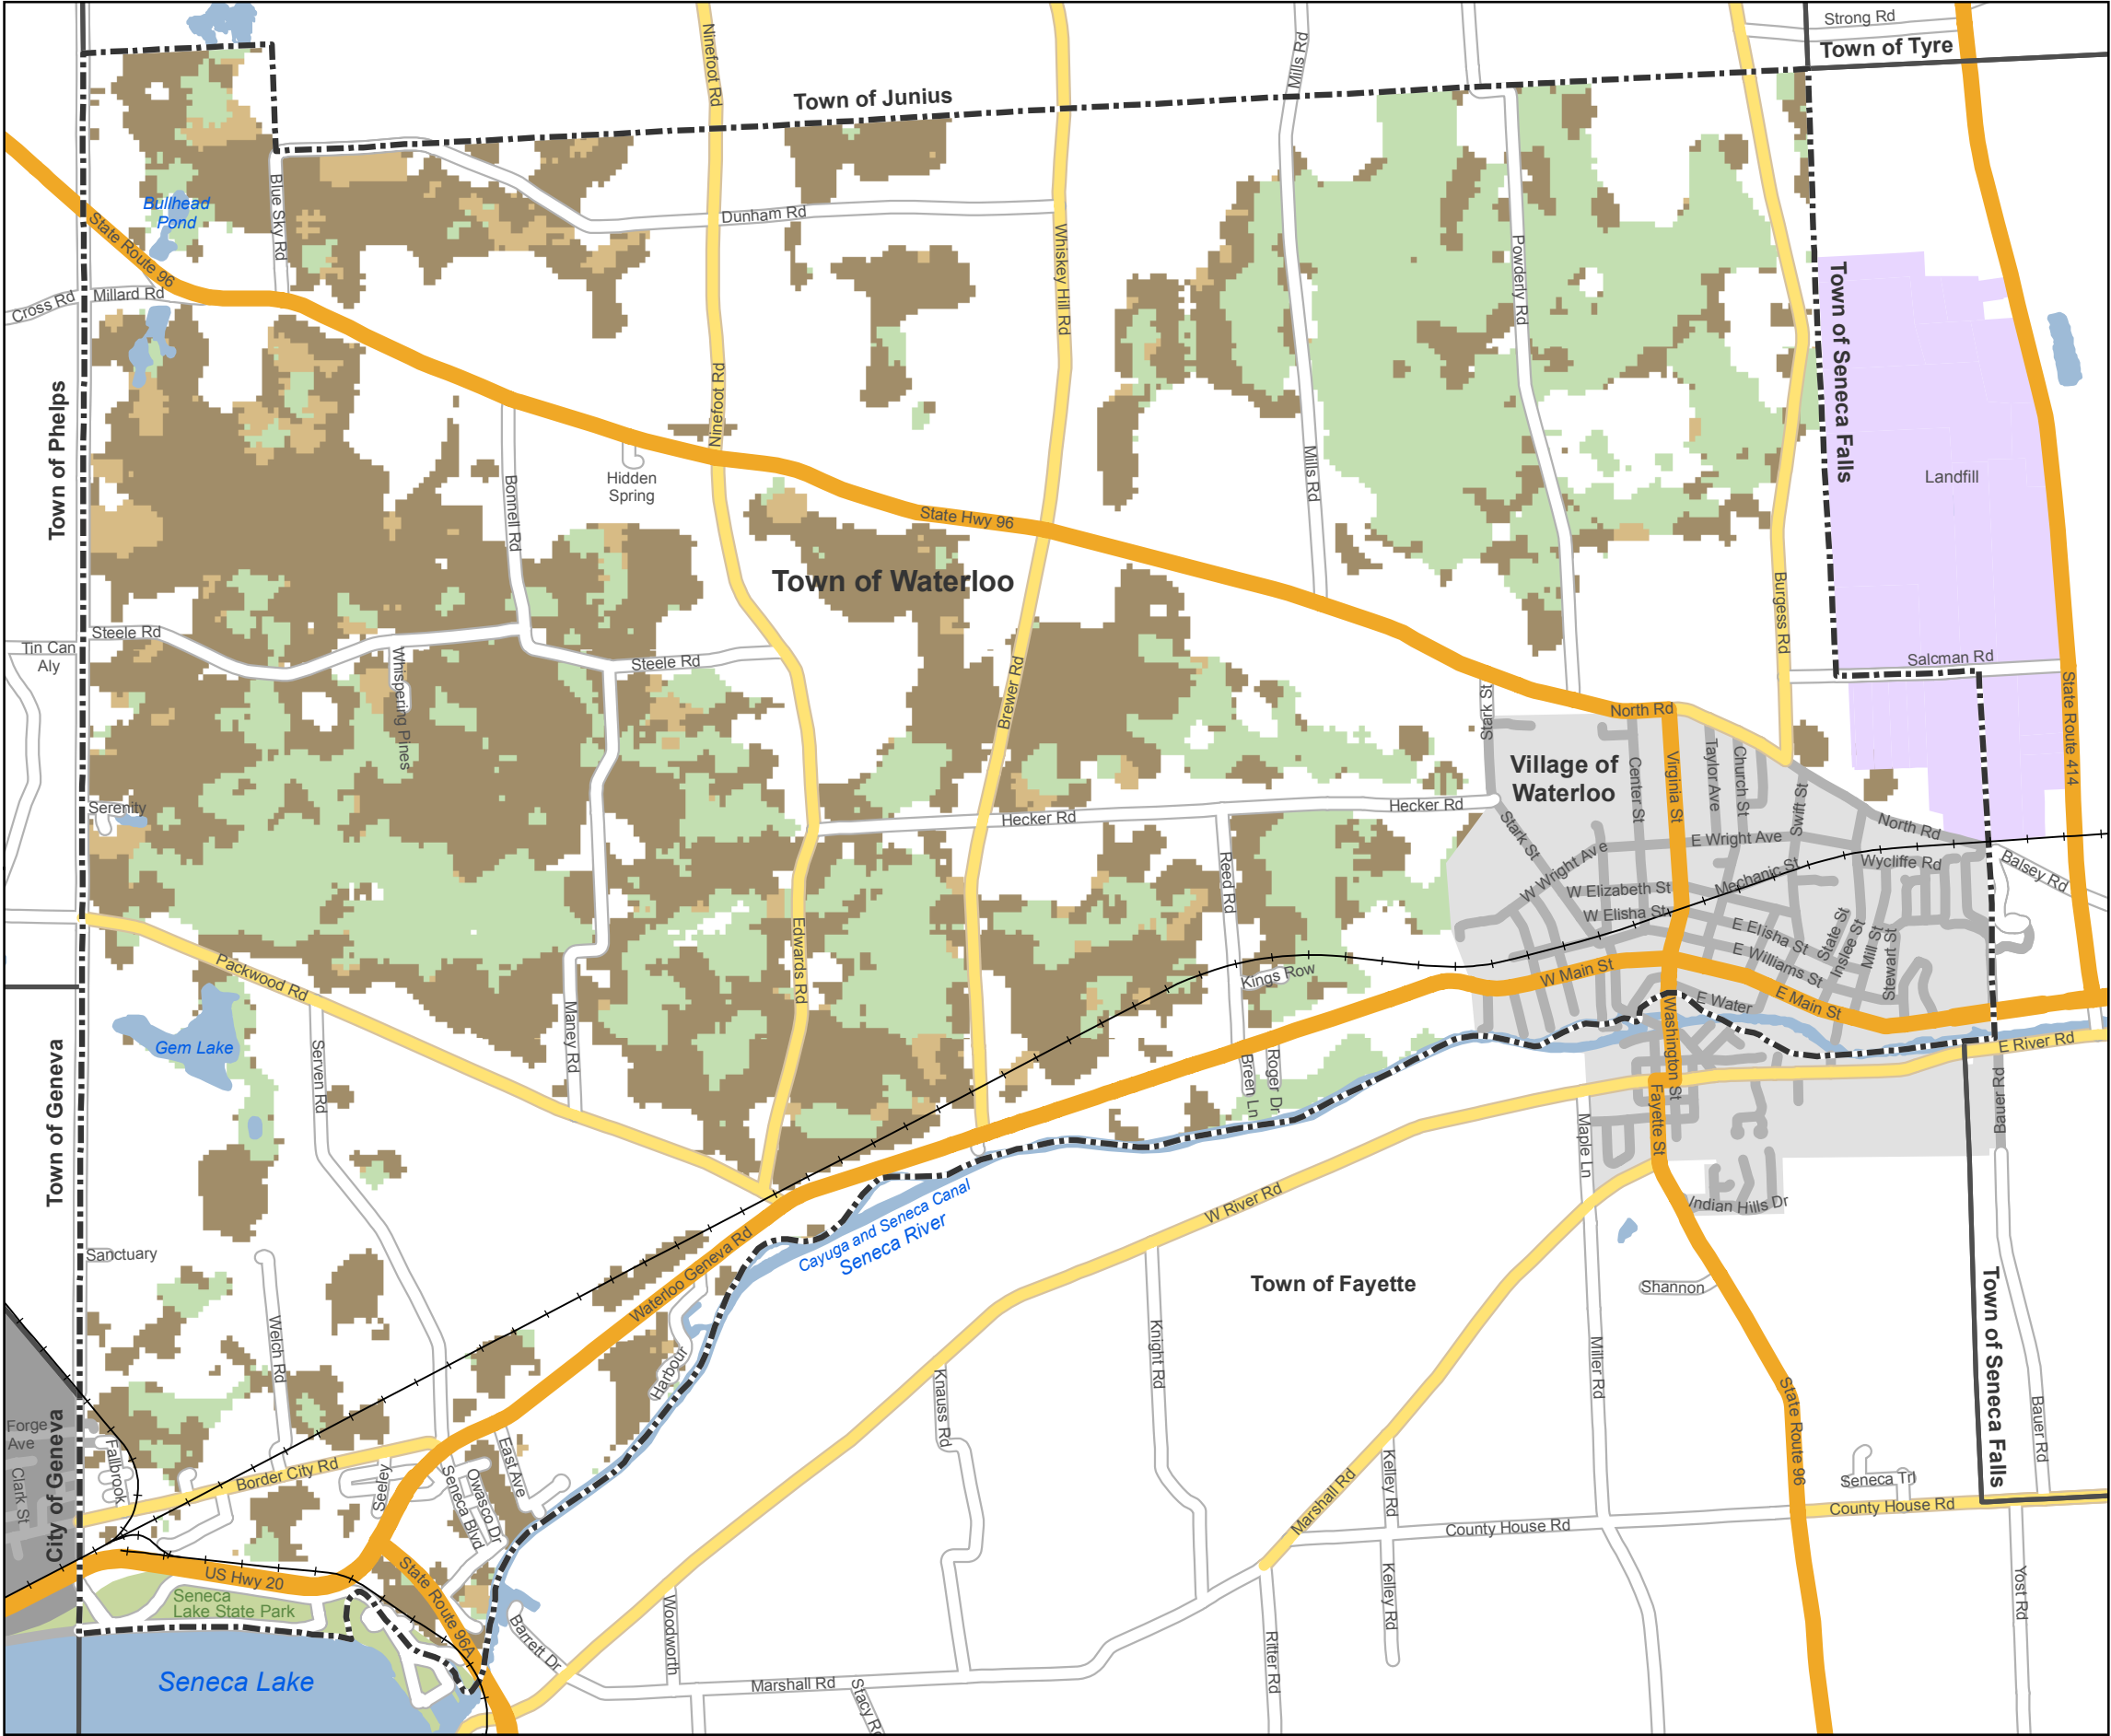 Strong Rd
Town of Tyre
Ninefoot Rd
Mills Rd
Town of Junius
Blue Sky Rd
Bullhead
Pond
Dunham Rd
State Route 96
Whiskey Hill Rd
Powderly Rd
Cross Rd
Millard Rd
Town of Seneca Falls
Town of Phelps
Ninefoot Rd
Mills Rd
Landfill
Hidden
Spring
Bonnell Rd
State Hwy 96
Town of Waterloo
Burgess Rd
Steele Rd
Tin Can
Aly
Whispering Pines
Steele Rd
Brewer Rd
Salcman Rd
State Route 414
Stark St
North Rd
Village of
Waterloo
Center St
Virginia St
Taylor Ave
Church St
Swift St
Serenity
Hecker Rd
Hecker Rd
Stark St
North Rd
E Wright Ave
W Wright Ave
Mechanic St
Wycliffe Rd
Balsey Rd
Reed Rd
W Elizabeth St
W Elisha St
E Elisha St
E Williams St
State St
Inslee St
Mill St
Stewart St
Edwards Rd
Packwood Rd
Kings Row
W Main St
E Water
E Main St
Washington St
Gem Lake
Serven Rd
Maney Rd
Town of Geneva
Breen Ln
Roger Dr
E River Rd
Bauer Rd
Fayette St
Maple Ln
W River Rd
Indian Hills Dr
Cayuga and Seneca Canal
Seneca River
Sanctuary
Waterloo Geneva Rd
Town of Fayette
Shannon
Town of Seneca Falls
Welch Rd
Harbour
Knauss Rd
Knight Rd
Miller Rd
State Route 96
Bauer Rd
Forge
Ave
Clark St
City of Geneva
Fallbrook
Border City Rd
Seeley
Seneca Blvd
Owasco Dr
East Ave
Marshall Rd
Kelley Rd
Seneca Trl
County House Rd
County House Rd
US Hwy 20
State Route 96A
Seneca
Lake State Park
Barrett Dr
Woodworth
Kelley Rd
Yost Rd
Ritter Rd
Seneca Lake
Marshall Rd
Stacy Rd